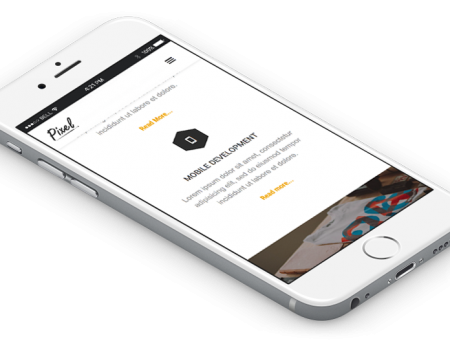 ●●●○○ BELL 4:21 PM 100%
Pixel
incididunt ut labore et dolore.
Read More...
MOBILE DEVELOPMENT
Lorem ipsum dolor sit amet, consectetur
adipisicing elit, sed do eiusmod tempor
incididunt ut labore et dolore.
Read more...